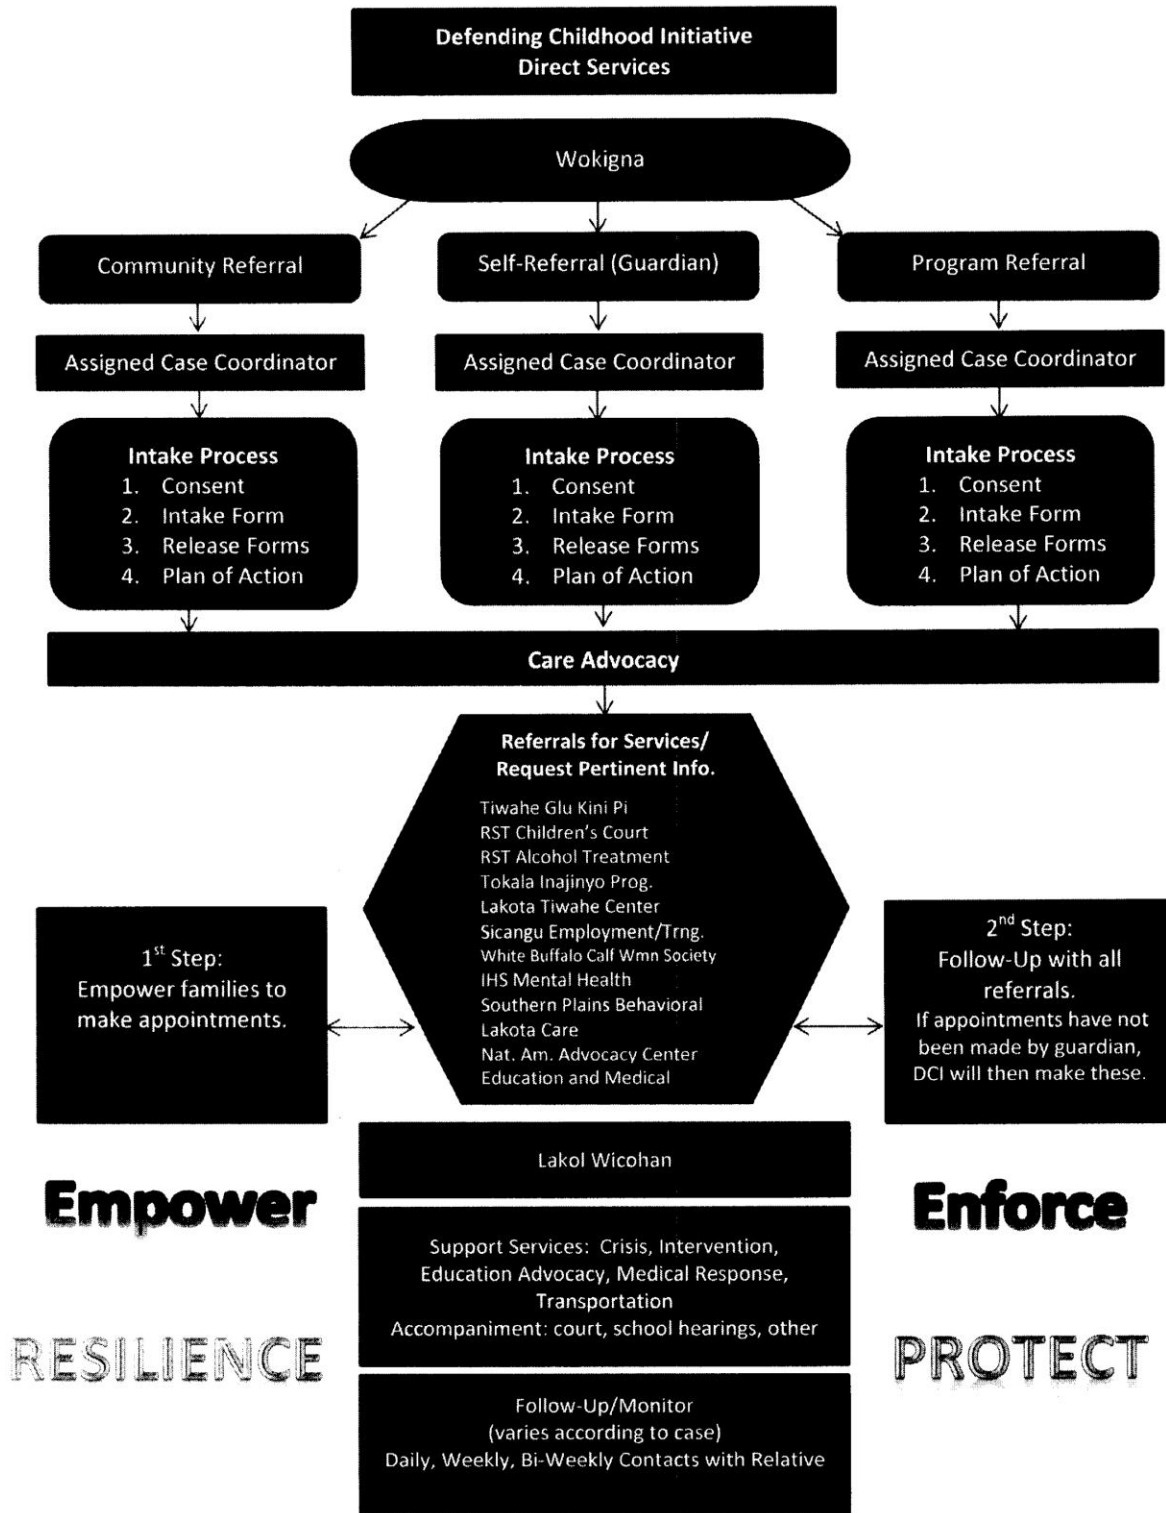 Defending Childhood Initiative
Direct Services
Wokigna
Community Referral
Self-Referral (Guardian)
Program Referral
Assigned Case Coordinator
Assigned Case Coordinator
Assigned Case Coordinator
Intake Process
1. Consent
2. Intake Form
3. Release Forms
4. Plan of Action
Intake Process
1. Consent
2. Intake Form
3. Release Forms
4. Plan of Action
Intake Process
1. Consent
2. Intake Form
3. Release Forms
4. Plan of Action
Care Advocacy
Referrals for Services/
Request Pertinent Info.
Tiwahe Glu Kini Pi
RST Children's Court
RST Alcohol Treatment
Tokala Inajinyo Prog.
Lakota Tiwahe Center
Sicangu Employment/Trng.
White Buffalo Calf Wmn Society
IHS Mental Health
Southern Plains Behavioral
Lakota Care
Nat. Am. Advocacy Center
Education and Medical
1st Step:
Empower families to
make appointments.
2nd Step:
Follow-Up with all
referrals.
If appointments have not
been made by guardian,
DCI will then make these.
Empower
Enforce
RESILIENCE
PROTECT
Lakol Wicohan
Support Services: Crisis, Intervention,
Education Advocacy, Medical Response,
Transportation
Accompaniment: court, school hearings, other
Follow-Up/Monitor
(varies according to case)
Daily, Weekly, Bi-Weekly Contacts with Relative